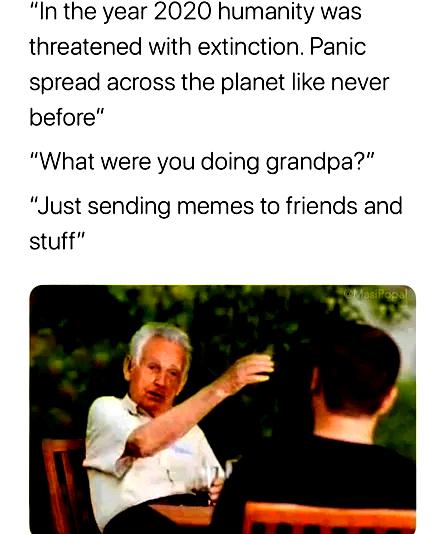 “In the year 2020 humanity was
threatened with extinction. Panic
spread across the planet like never
before“
“What were you doing grandpa?”
“Just sending memes to friends and
stuff”
©MasiPopal